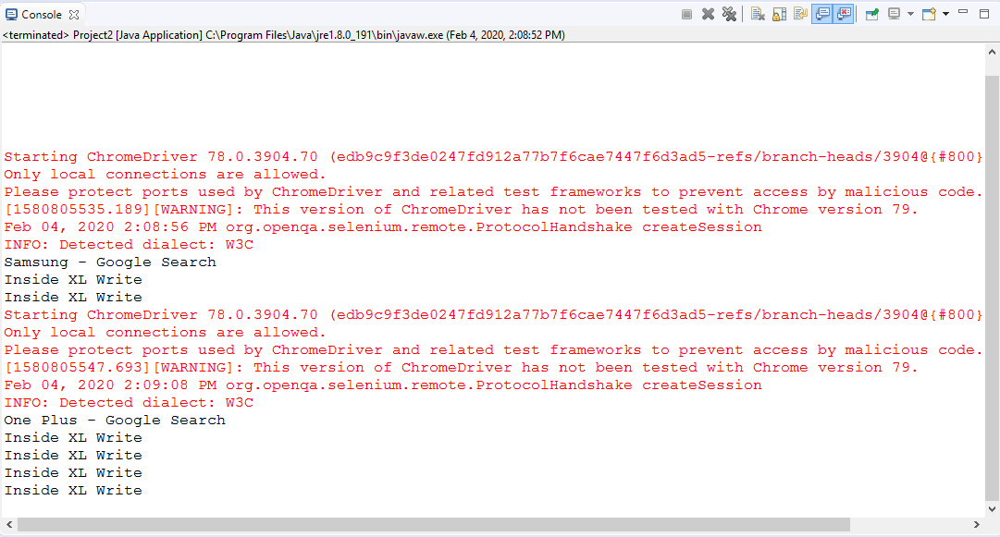 Console
<terminated> Project2 [Java Application] C:\Program Files\Java\jre1.8.0_191\bin\javaw.exe (Feb 4, 2020, 2:08:52 PM)
Starting ChromeDriver 78.0.3904.70 (edb9c9f3de0247fd912a77b7f6cae7447f6d3ad5-refs/branch-heads/3904@{#800}
Only local connections are allowed.
Please protect ports used by ChromeDriver and related test frameworks to prevent access by malicious code.
[1580805535.189][WARNING]: This version of ChromeDriver has not been tested with Chrome version 79.
Feb 04, 2020 2:08:56 PM org.openqa.selenium.remote.ProtocolHandshake createSession
INFO: Detected dialect: W3C
Samsung - Google Search
Inside XL Write
Inside XL Write
Starting ChromeDriver 78.0.3904.70 (edb9c9f3de0247fd912a77b7f6cae7447f6d3ad5-refs/branch-heads/3904@{#800}
Only local connections are allowed.
Please protect ports used by ChromeDriver and related test frameworks to prevent access by malicious code.
[1580805547.693][WARNING]: This version of ChromeDriver has not been tested with Chrome version 79.
Feb 04, 2020 2:09:08 PM org.openqa.selenium.remote.ProtocolHandshake createSession
INFO: Detected dialect: W3C
One Plus - Google Search
Inside XL Write
Inside XL Write
Inside XL Write
Inside XL Write